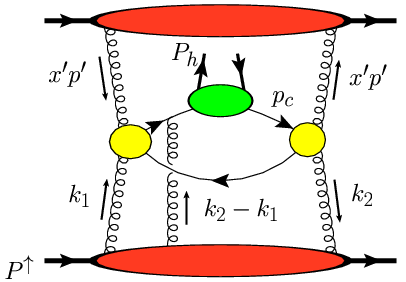 P_h
x'p'
p_c
x'p'
k_1
k_2 − k_1
k_2
P^↑